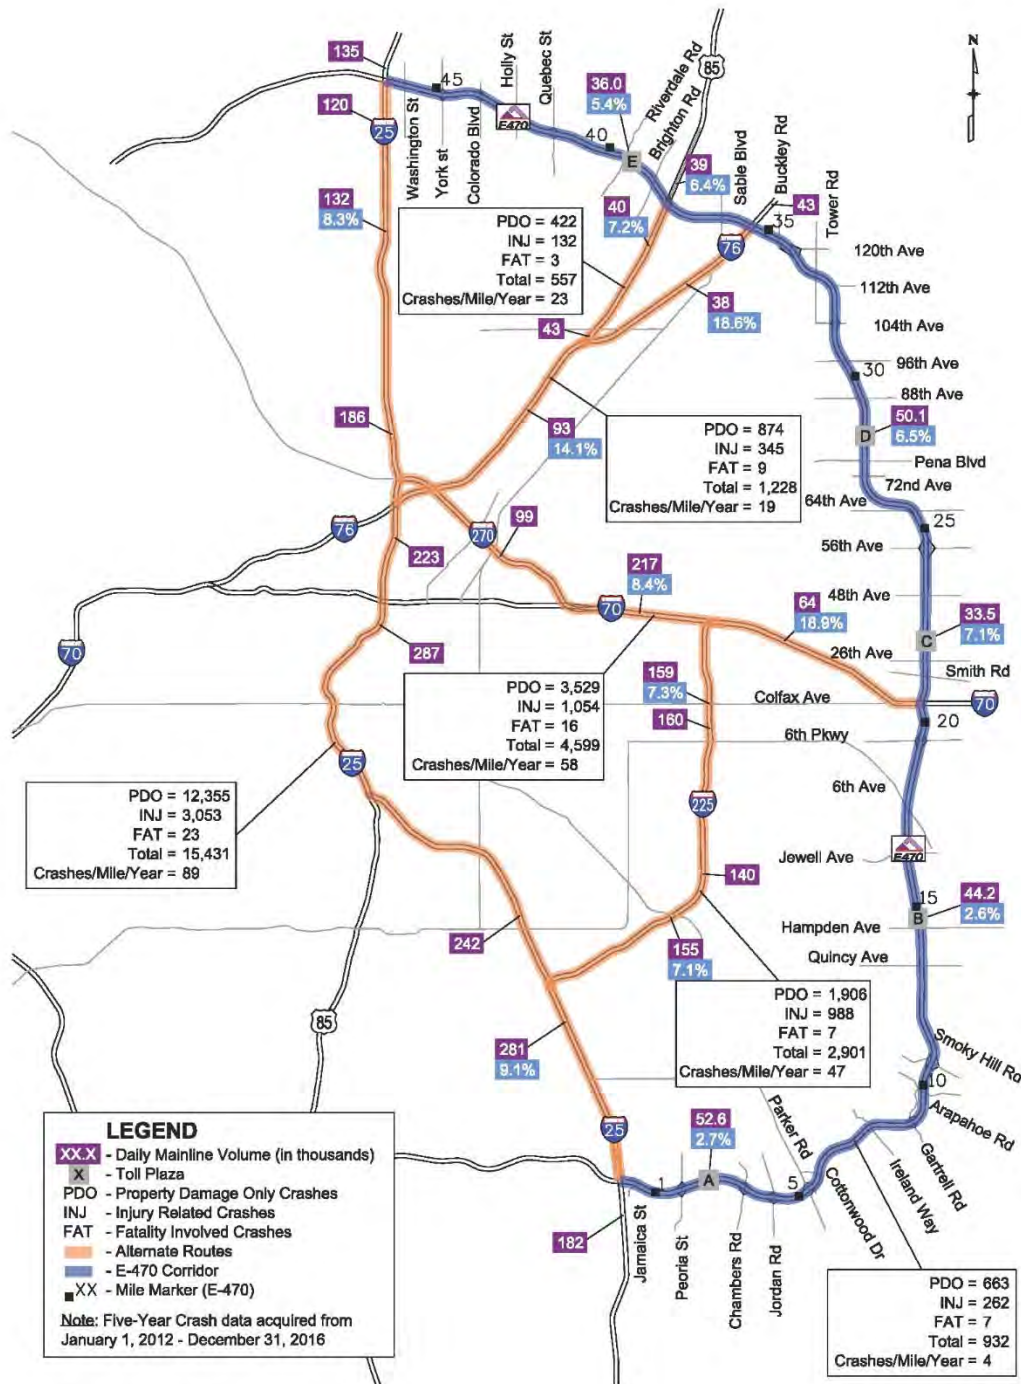 135
45
Holly St
Quebec St
Riverdale Rd
Brighton Rd
85
N
120
25
E470
36.0
5.4%
40
E
Washington St
York st
Colorado Blvd
39
6.4%
Sable Blvd
Buckley Rd
43
35
Tower Rd
132
8.3%
40
7.2%
76
120th Ave
PDO = 422
INJ = 132
FAT = 3
Total = 557
Crashes/Mile/Year = 23
38
18.6%
112th Ave
43
104th Ave
96th Ave
30
88th Ave
186
93
14.1%
50.1
6.5%
D
PDO = 874
INJ = 345
FAT = 9
Total = 1,228
Crashes/Mile/Year = 19
Pena Blvd
72nd Ave
64th Ave
25
76
270
99
223
56th Ave
217
8.4%
70
64
18.9%
48th Ave
33.5
7.1%
C
26th Ave
Smith Rd
70
287
159
7.3%
160
Colfax Ave
70
20
6th Pkwy
PDO = 3,529
INJ = 1,054
FAT = 16
Total = 4,599
Crashes/Mile/Year = 58
25
225
6th Ave
PDO = 12,355
INJ = 3,053
FAT = 23
Total = 15,431
Crashes/Mile/Year = 89
Jewell Ave
E470
140
15
44.2
2.6%
B
Hampden Ave
242
155
7.1%
Quincy Ave
PDO = 1,906
INJ = 988
FAT = 7
Total = 2,901
Crashes/Mile/Year = 47
85
281
9.1%
Smoky Hill Rd
10
Arapahoe Rd
Parker Rd
25
52.6
2.7%
Gartrell Rd
Ireland Way
Cottonwood Dr
1
A
5
182
Jamaica St
Peoria St
Chambers Rd
Jordan Rd
PDO = 663
INJ = 262
FAT = 7
Total = 932
Crashes/Mile/Year = 4
LEGEND
XX.X - Daily Mainline Volume (in thousands)
X - Toll Plaza
PDO - Property Damage Only Crashes
INJ - Injury Related Crashes
FAT - Fatality Involved Crashes
- Alternate Routes
- E-470 Corridor
XX - Mile Marker (E-470)
Note: Five-Year Crash data acquired from
January 1, 2012 - December 31, 2016